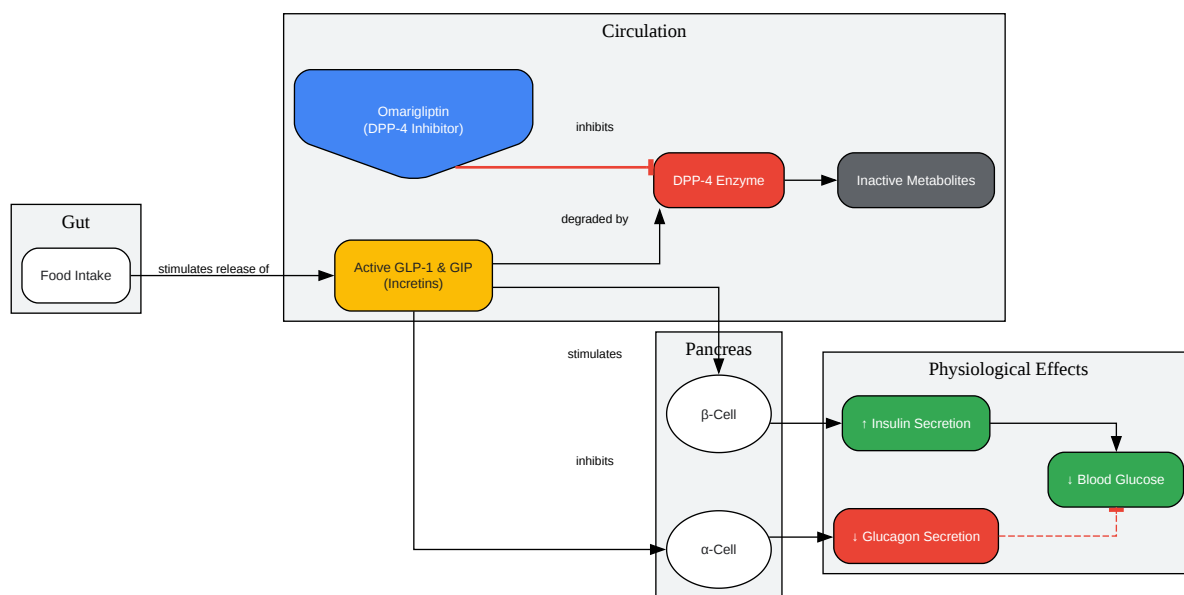 Circulation
Omarigliptin
(DPP-4 Inhibitor)
inhibits
DPP-4 Enzyme
Inactive Metabolites
degraded by
Gut
Food Intake
stimulates release of
Active GLP-1 & GIP
(Incretins)
stimulates
Pancreas
β-Cell
inhibits
α-Cell
Physiological Effects
↑ Insulin Secretion
↓ Blood Glucose
↓ Glucagon Secretion